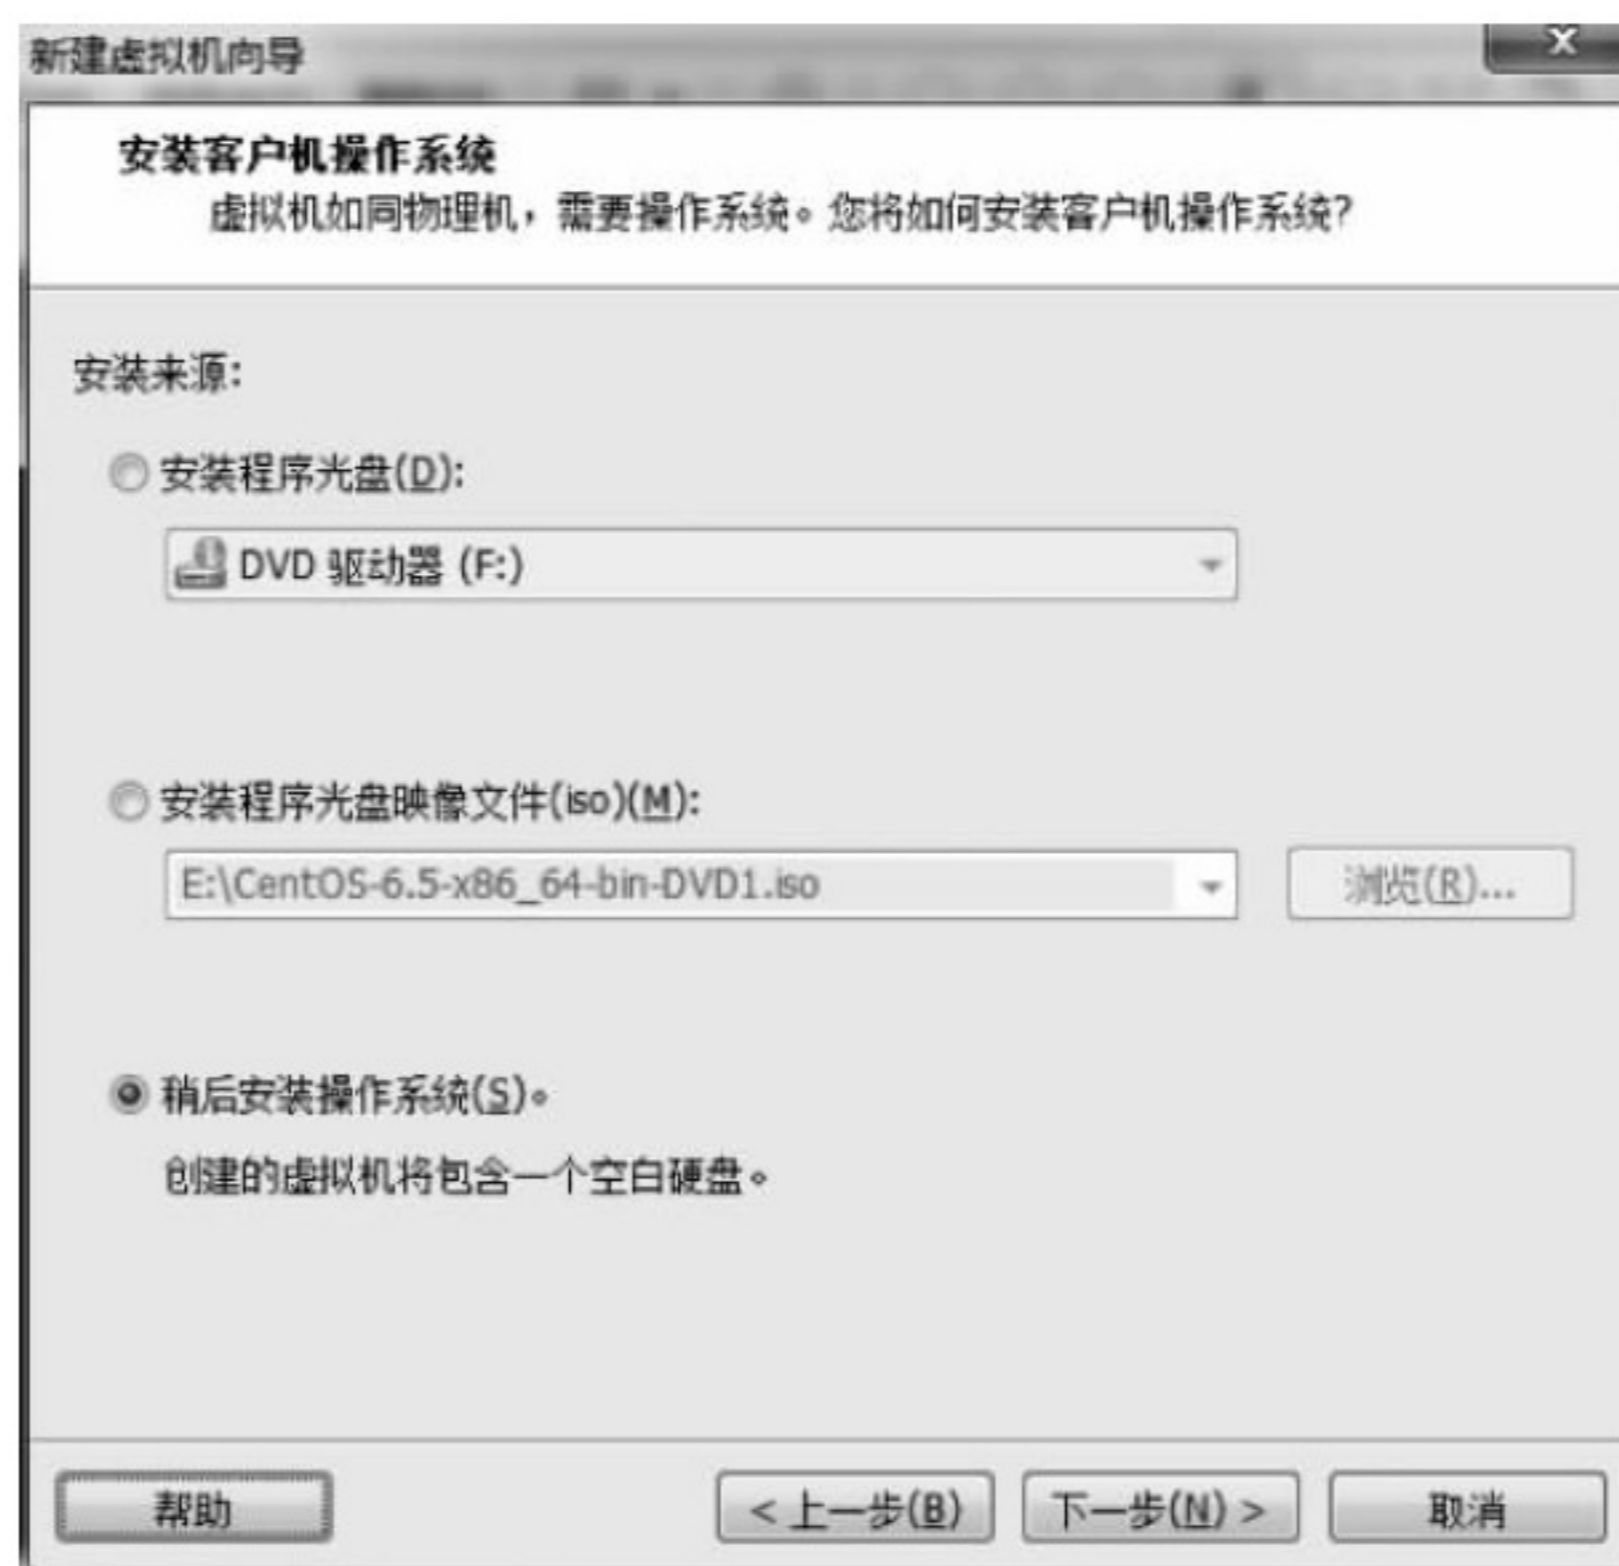 新建虚拟机向导
安装客户机操作系统
虚拟机如同物理机，需要操作系统。您将如何安装客户机操作系统?
安装来源:
安装程序光盘(D):
DVD 驱动器 (F:)
安装程序光盘映像文件(iso)(M):
E:\CentOS-6.5-x86_64-bin-DVD1.iso
浏览(R)...
稍后安装操作系统(S)。
创建的虚拟机将包含一个空白硬盘。
帮助
< 上一步(B)
下一步(N) >
取消